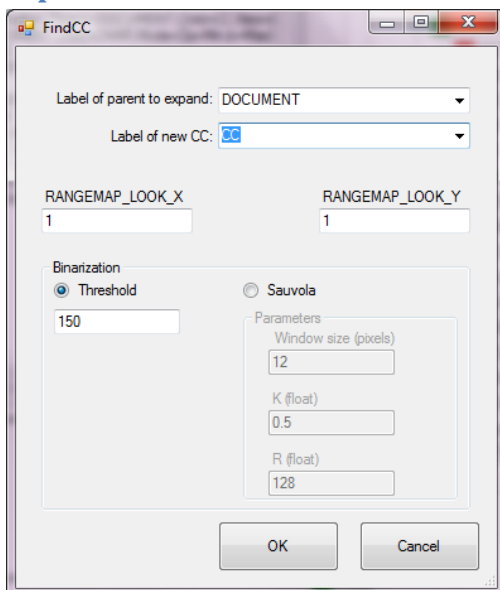 FindCC
Label of parent to expand: DOCUMENT
Label of new CC: CC
RANGEMAP_LOOK_X RANGEMAP_LOOK_Y
1 1
Binarization
Threshold Sauvola
150 Parameters
Window size (pixels)
12
K (float)
0.5
R (float)
128
OK Cancel